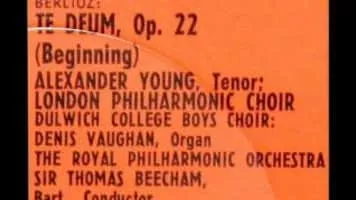 BERLIOZ:
TE DEUM, Op. 22
(Beginning)
ALEXANDER YOUNG, Tenor;
LONDON PHILHARMONIC CHOIR
DULWICH COLLEGE BOYS CHOIR:
DENIS VAUGHAN, Organ
THE ROYAL PHILHARMONIC ORCHESTRA
SIR THOMAS BEECHAM,
Bart., Conductor